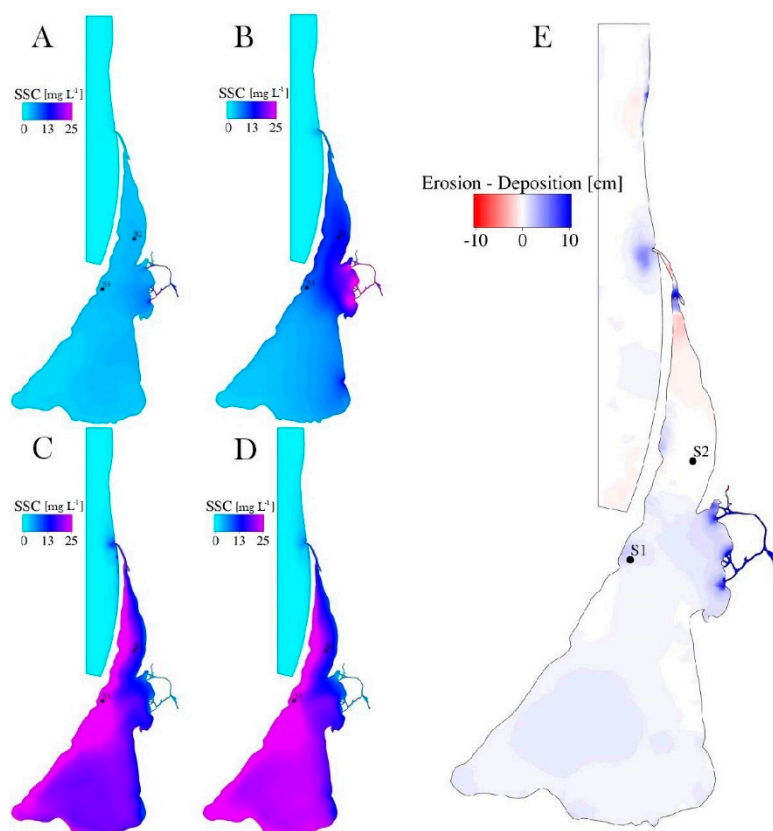 A
SSC [mg L⁻¹]
0 13 25
B
SSC [mg L⁻¹]
0 13 25
E
Erosion - Deposition [cm]
-10 0 10
S2
S1
C
SSC [mg L⁻¹]
0 13 25
D
SSC [mg L⁻¹]
0 13 25